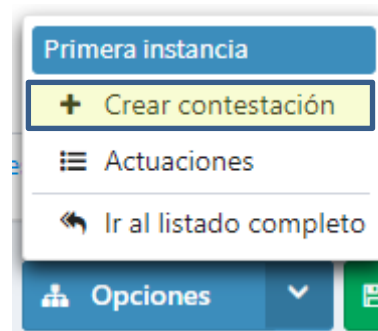 Primera instancia
Crear contestación
Actuaciones
Ir al listado completo
Opciones